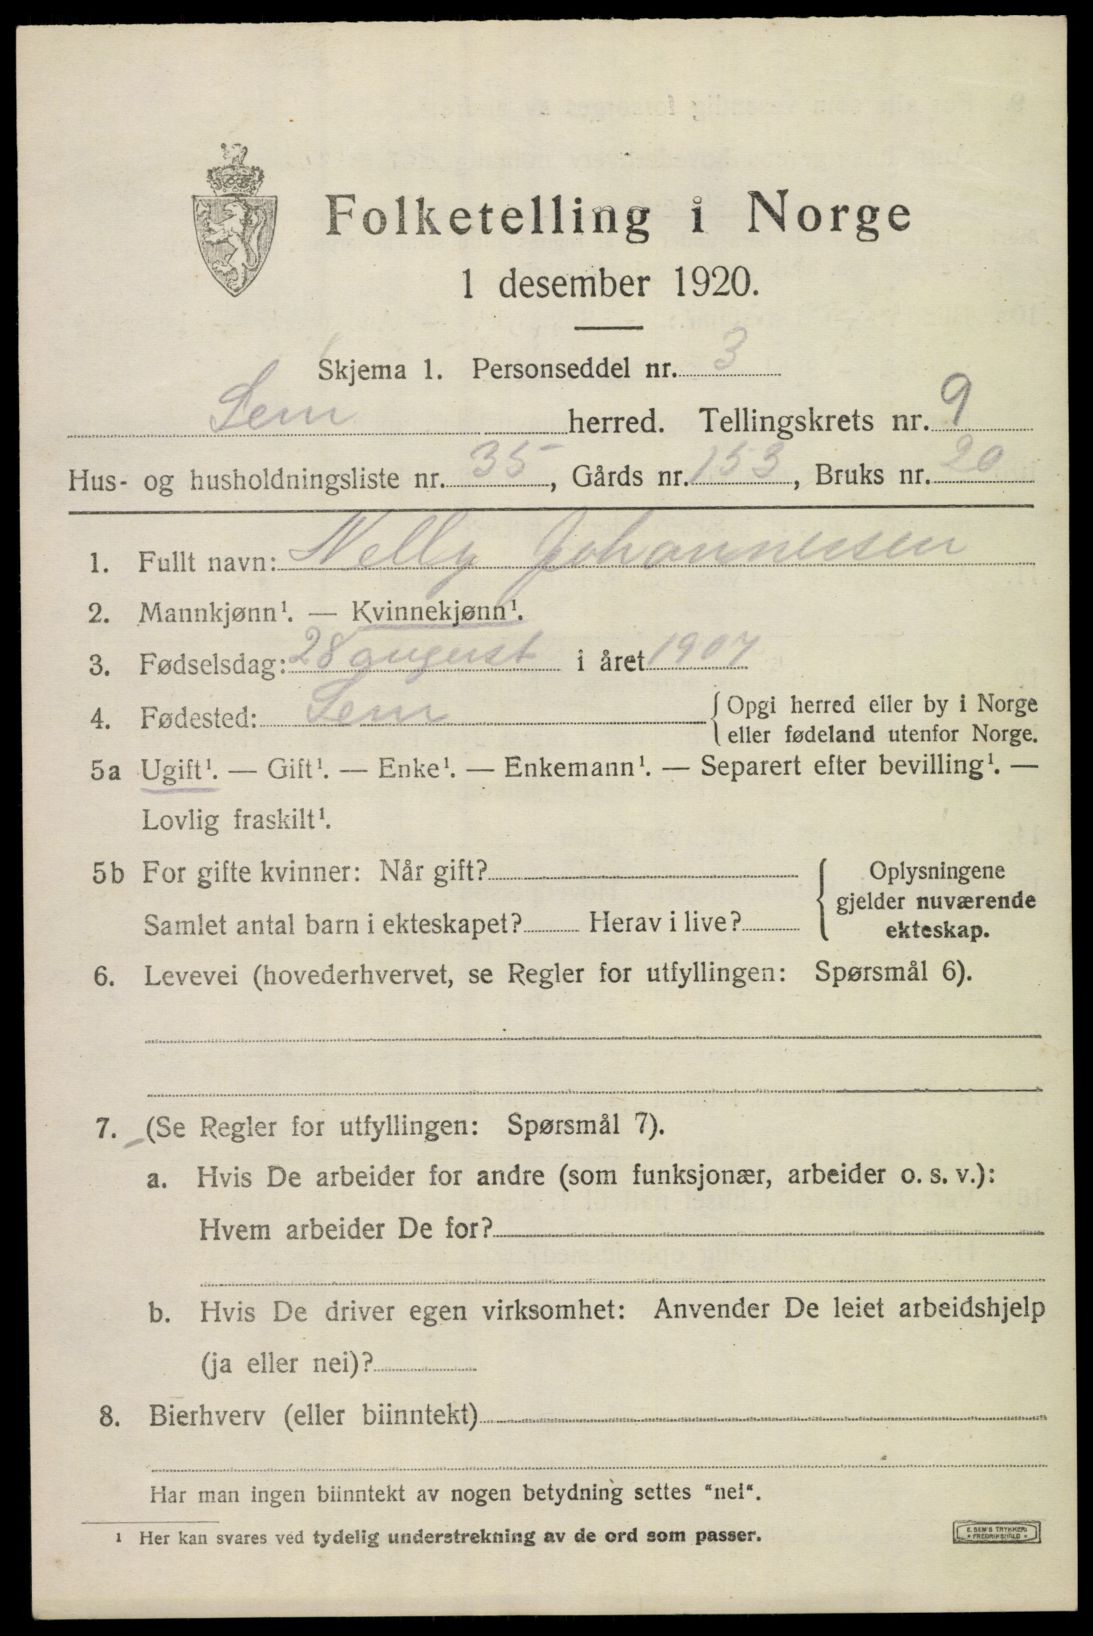 Folketelling i Norge
1 desember 1920.
Skjema 1. Personseddel nr. 3
Sem herred. Tellingskrets nr. 9
Hus- og husholdningsliste nr. 35, Gårds nr. 153, Bruks nr. 20
1. Fullt navn: Nelly Johannessen
2. Mannkjønn¹. — Kvinnekjønn¹.
3. Fødselsdag: 28 august i året 1907
4. Fødested: Sem { Opgi herred eller by i Norge
eller fødeland utenfor Norge.
5a Ugift¹. — Gift¹. — Enke¹. — Enkemann¹. — Separert efter bevilling¹. —
Lovlig fraskilt¹.
5b For gifte kvinner: Når gift? { Oplysningene
gjelder nuværende
Samlet antal barn i ekteskapet? Herav i live? ekteskap.
6. Levevei (hovederhvervet, se Regler for utfyllingen: Spørsmål 6).
7. (Se Regler for utfyllingen: Spørsmål 7).
a. Hvis De arbeider for andre (som funksjonær, arbeider o. s. v.):
Hvem arbeider De for?
b. Hvis De driver egen virksomhet: Anvender De leiet arbeidshjelp
(ja eller nei)?
8. Bierhverv (eller biinntekt)
Har man ingen biinntekt av nogen betydning settes "nei".
¹ Her kan svares ved tydelig understrekning av de ord som passer.
E. SEM'S TRYKKERI
• FREDRIKSHALD •